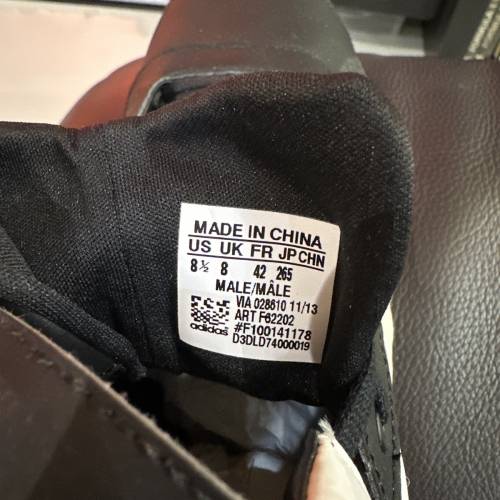 MADE IN CHINA
US UK FR JP CHN
8½ 8 42 265
MALE/MÂLE
VIA 028610 11/13
ART F62202
#F100141178
adidas
D3DLD74000019